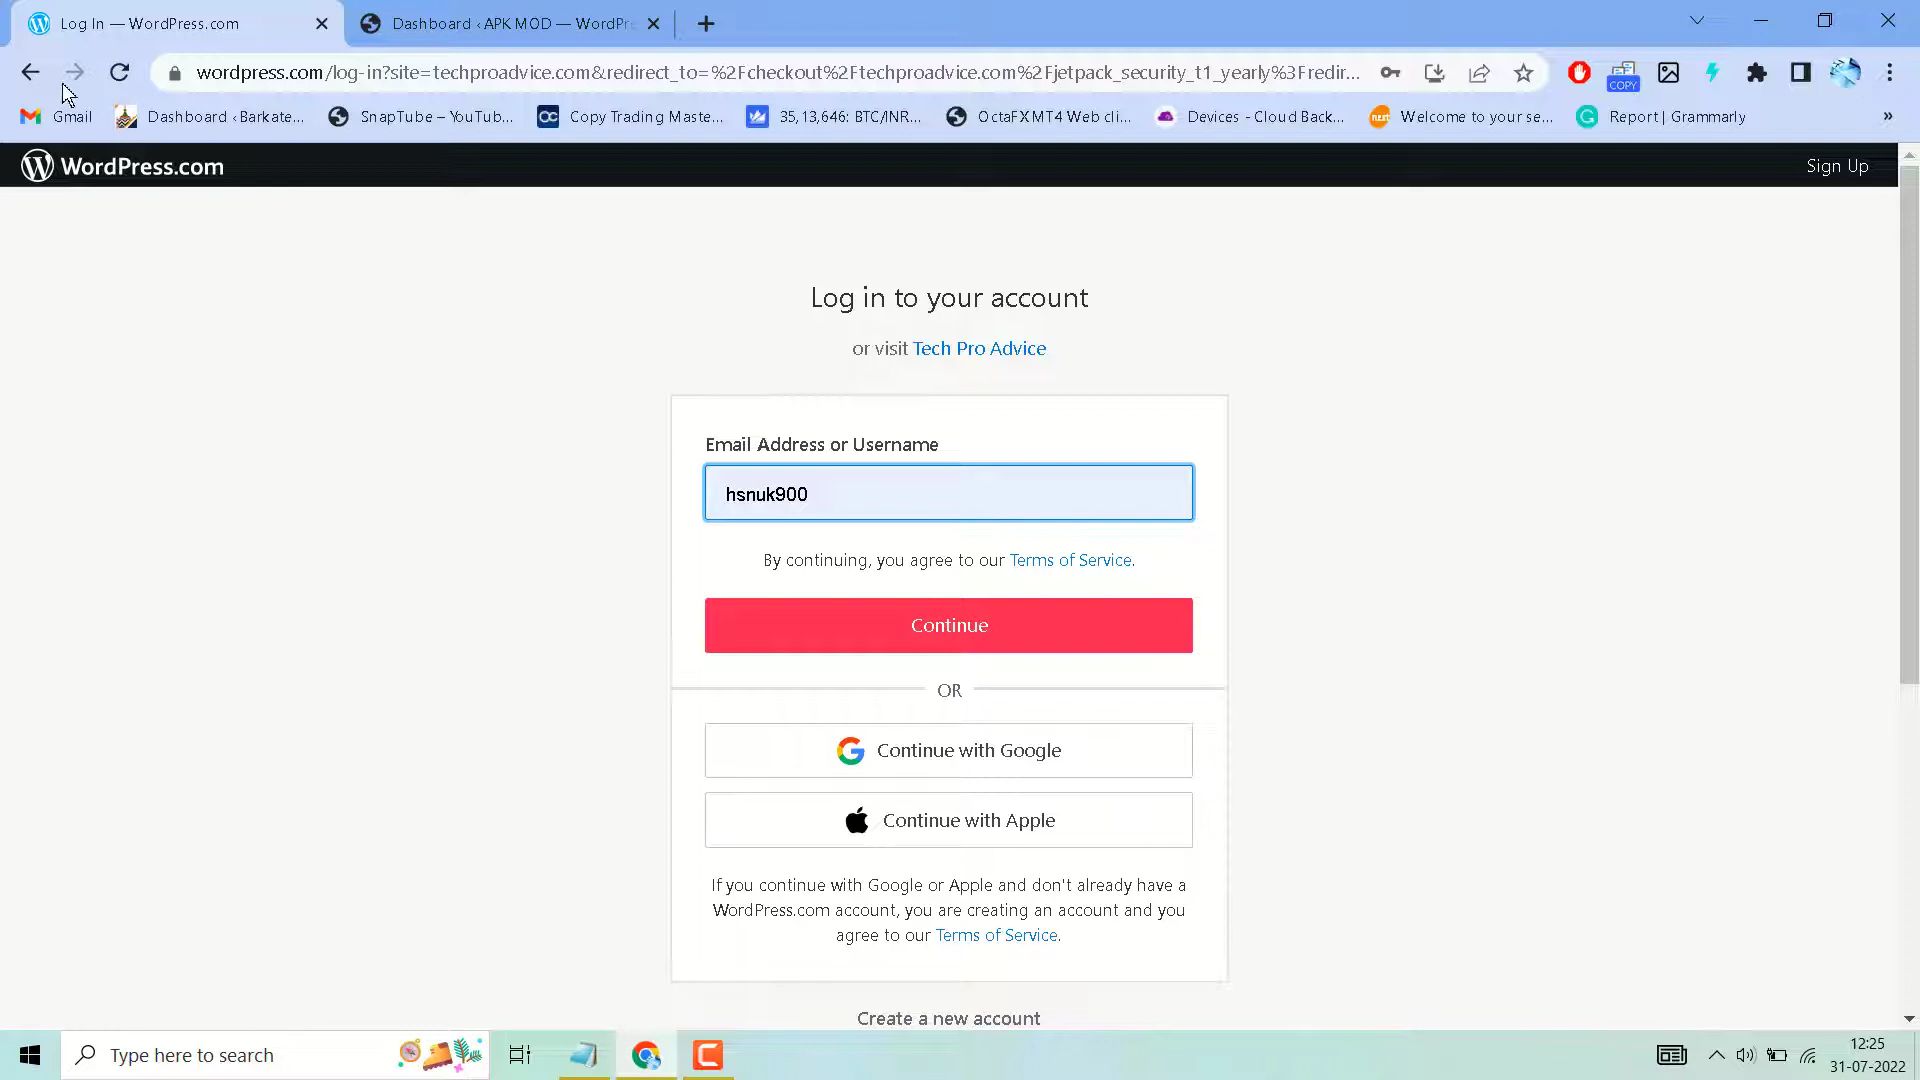 Log In — WordPress.com
Dashboard ‹ APK MOD — WordPr
wordpress.com/log-in?site=techproadvice.com&redirect_to=%2Fcheckout%2Ftechproadvice.com%2Fjetpack_security_t1_yearly%3Fredir...
COPY
Gmail
Dashboard ‹ Barkate...
SnapTube – YouTub...
CC
Copy Trading Maste...
35,13,646: BTC/INR...
OctaFX MT4 Web cli...
Devices - Cloud Back...
Welcome to your se...
Report | Grammarly
»
WordPress.com
Sign Up
Log in to your account
or visit Tech Pro Advice
Email Address or Username
hsnuk900
By continuing, you agree to our Terms of Service.
Continue
OR
Continue with Google
Continue with Apple
If you continue with Google or Apple and don't already have a
WordPress.com account, you are creating an account and you
agree to our Terms of Service.
Create a new account
Type here to search
12:25
31-07-2022